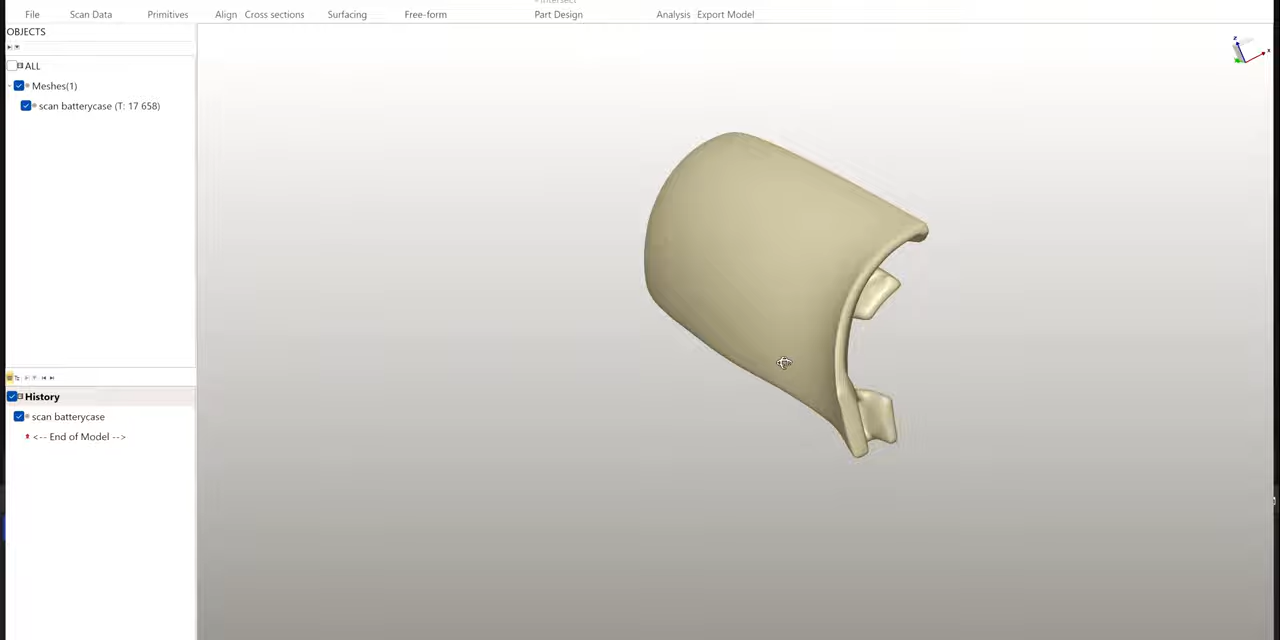 Intersect
File Scan Data Primitives Align Cross sections Surfacing Free-form Part Design Analysis Export Model
OBJECTS
ALL
Meshes(1)
scan batterycase (T: 17 658)
History
scan batterycase
<-- End of Model -->
z
x